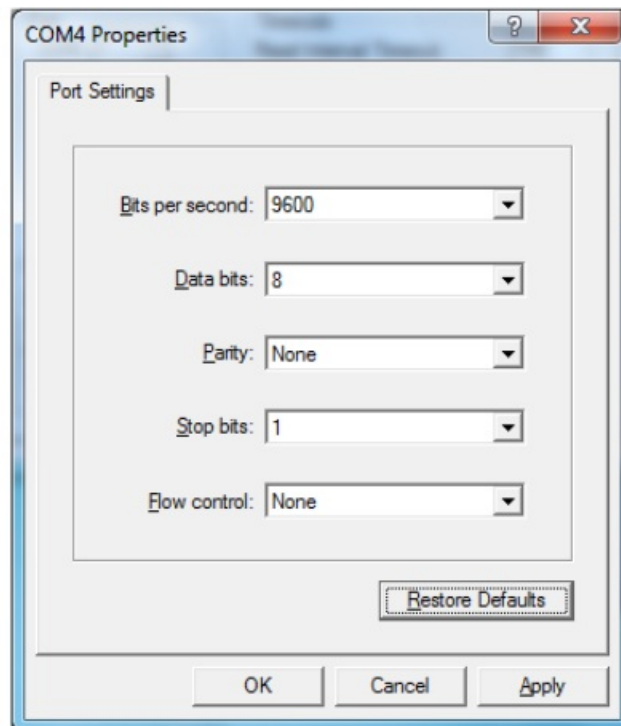 COM4 Properties
Port Settings
Bits per second: 9600
Data bits: 8
Parity: None
Stop bits: 1
Flow control: None
Restore Defaults
OK Cancel Apply